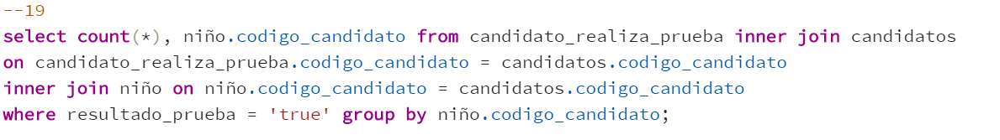 --19
select count(*), niño.codigo_candidato from candidato_realiza_prueba inner join candidatos
on candidato_realiza_prueba.codigo_candidato = candidatos.codigo_candidato
inner join niño on niño.codigo_candidato = candidatos.codigo_candidato
where resultado_prueba = 'true' group by niño.codigo_candidato;